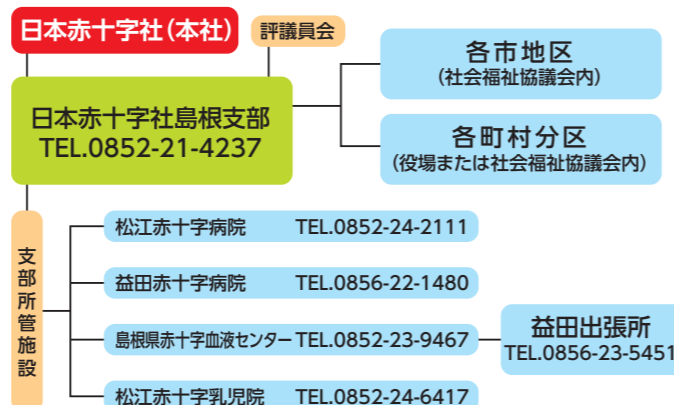 日本赤十字社(本社)
評議員会
各市地区
(社会福祉協議会内)
日本赤十字社島根支部
TEL.0852-21-4237
各町村分区
(役場または社会福祉協議会内)
支部所管施設
松江赤十字病院 TEL.0852-24-2111
益田赤十字病院 TEL.0856-22-1480
島根県赤十字血液センター TEL.0852-23-9467
益田出張所
TEL.0856-23-5451
松江赤十字乳児院 TEL.0852-24-6417